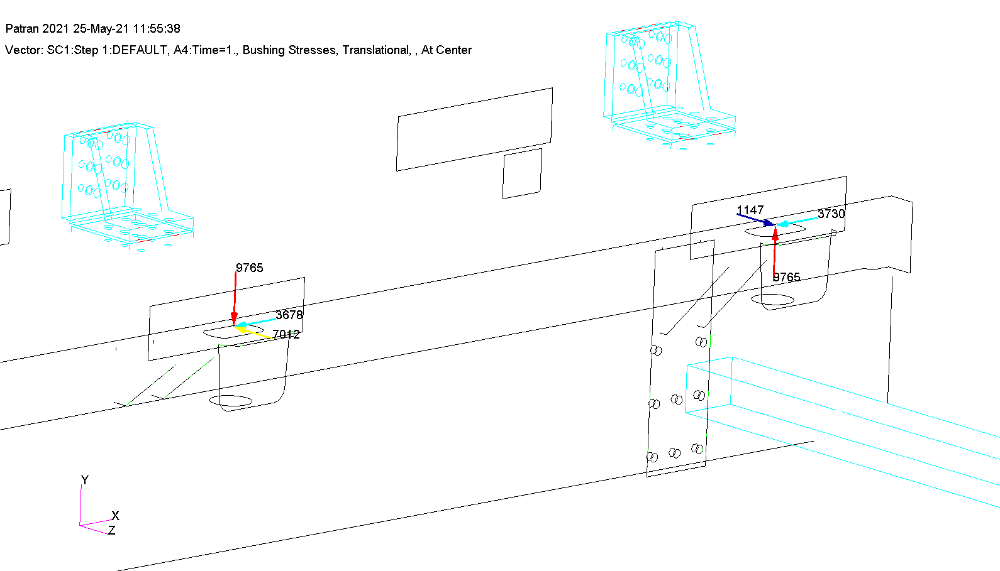 Patran 2021 25-May-21 11:55:38
Vector: SC1:Step 1:DEFAULT, A4:Time=1., Bushing Stresses, Translational, , At Center
1147
3730
9765
9765
3678
7012
Y
X
Z